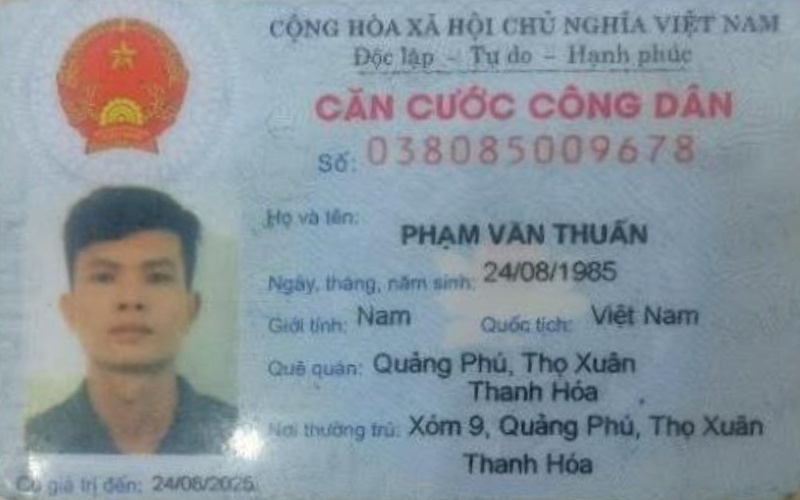 CỘNG HÒA XÃ HỘI CHỦ NGHĨA VIỆT NAM
Độc lập - Tự do - Hạnh phúc
CĂN CƯỚC CÔNG DÂN
Số: 038085009678
Họ và tên: PHẠM VĂN THUẤN
Ngày, tháng, năm sinh: 24/08/1985
Giới tính: Nam Quốc tịch: Việt Nam
Quê quán: Quảng Phú, Thọ Xuân
Thanh Hóa
Nơi thường trú: Xóm 9, Quảng Phú, Thọ Xuân
Thanh Hóa
Có giá trị đến: 24/08/2025